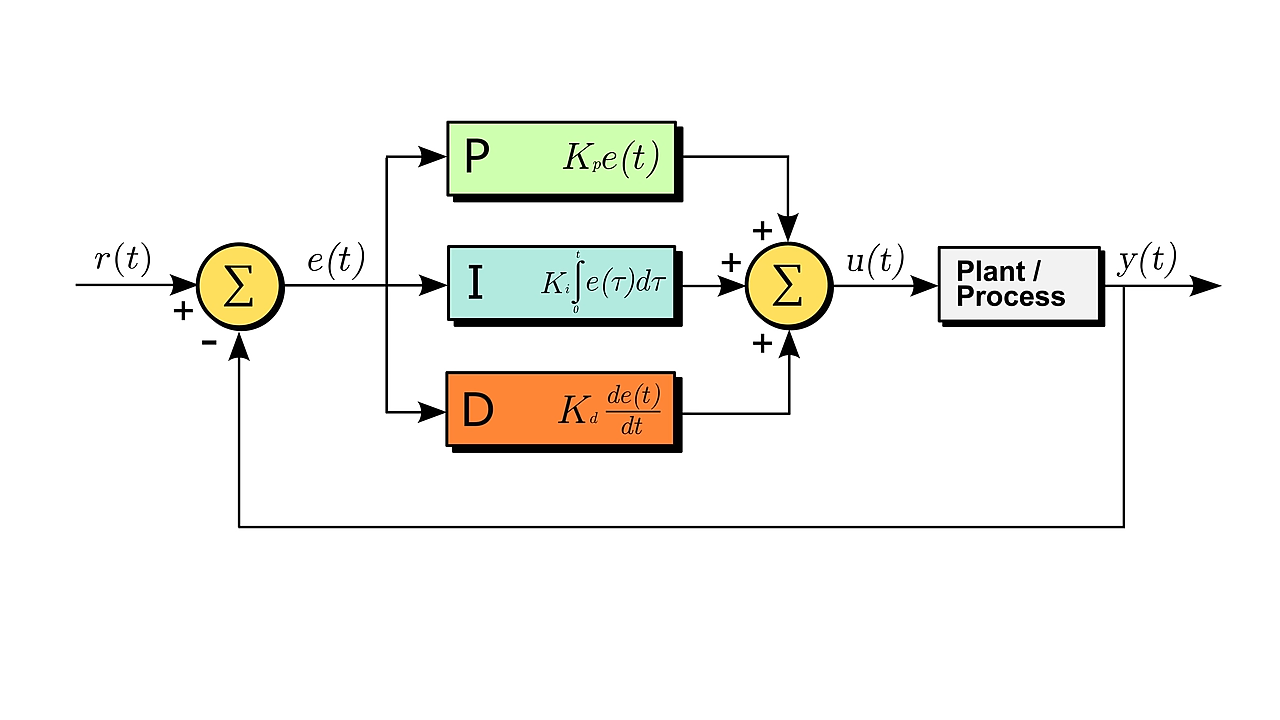 P K_p e(t)
r(t)
+
-
Σ
e(t)
I K_i ∫_0^t e(τ)dτ
+
+
+
Σ
u(t)
Plant /
Process
y(t)
D K_d de(t)/dt